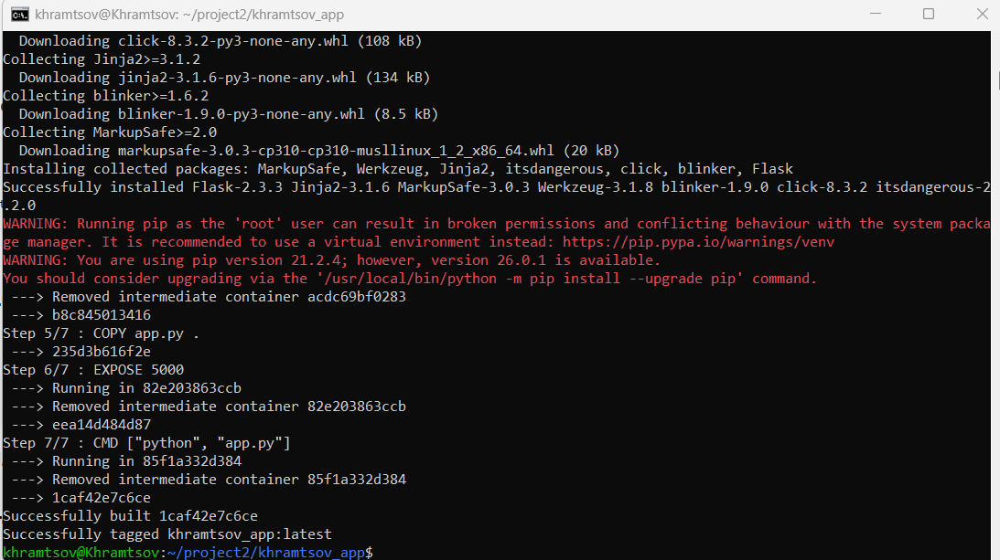 khramtsov@Khramtsov: ~/project2/khramtsov_app
Downloading click-8.3.2-py3-none-any.whl (108 kB)
Collecting Jinja2>=3.1.2
Downloading jinja2-3.1.6-py3-none-any.whl (134 kB)
Collecting blinker>=1.6.2
Downloading blinker-1.9.0-py3-none-any.whl (8.5 kB)
Collecting MarkupSafe>=2.0
Downloading markupsafe-3.0.3-cp310-cp310-musllinux_1_2_x86_64.whl (20 kB)
Installing collected packages: MarkupSafe, Werkzeug, Jinja2, itsdangerous, click, blinker, Flask
Successfully installed Flask-2.3.3 Jinja2-3.1.6 MarkupSafe-3.0.3 Werkzeug-3.1.8 blinker-1.9.0 click-8.3.2 itsdangerous-2
.2.0
WARNING: Running pip as the 'root' user can result in broken permissions and conflicting behaviour with the system packa
ge manager. It is recommended to use a virtual environment instead: https://pip.pypa.io/warnings/venv
WARNING: You are using pip version 21.2.4; however, version 26.0.1 is available.
You should consider upgrading via the '/usr/local/bin/python -m pip install --upgrade pip' command.
---> Removed intermediate container acdc69bf0283
---> b8c845013416
Step 5/7 : COPY app.py .
---> 235d3b616f2e
Step 6/7 : EXPOSE 5000
---> Running in 82e203863ccb
---> Removed intermediate container 82e203863ccb
---> eea14d484d87
Step 7/7 : CMD ["python", "app.py"]
---> Running in 85f1a332d384
---> Removed intermediate container 85f1a332d384
---> 1caf42e7c6ce
Successfully built 1caf42e7c6ce
Successfully tagged khramtsov_app:latest
khramtsov@Khramtsov:~/project2/khramtsov_app$